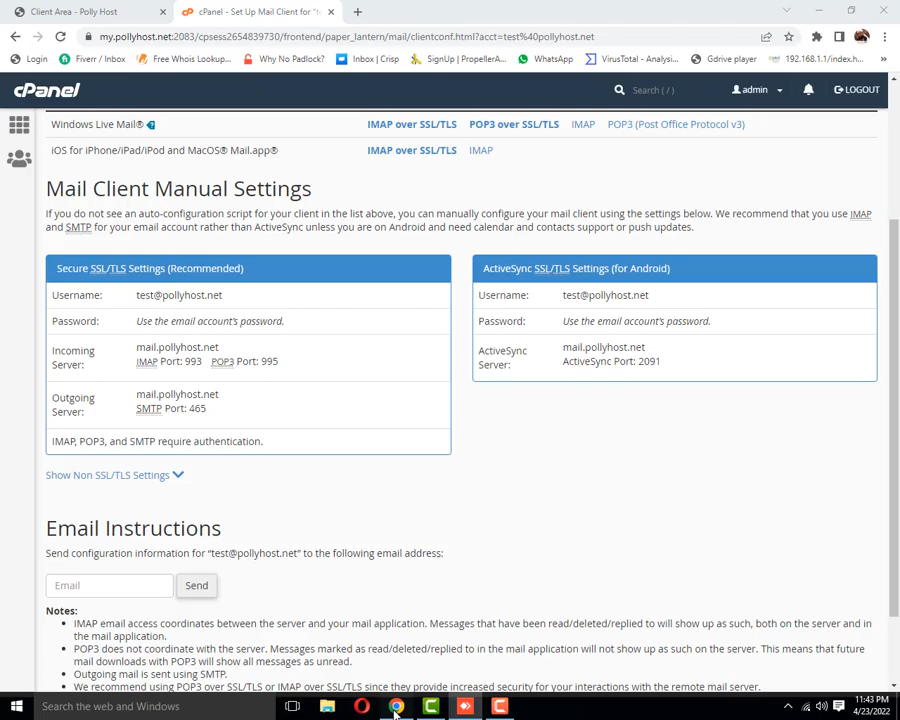 Client Area - Polly Host
cPanel - Set Up Mail Client for "t
my.pollyhost.net:2083/cpsess2654839730/frontend/paper_lantern/mail/clientconf.html?acct=test%40pollyhost.net
Login Fiverr / Inbox Free Whois Lookup... Why No Padlock? Inbox | Crisp SignUp | PropellerA... WhatsApp VirusTotal - Analysi... Gdrive player 192.168.1.1/index.h...
cPanel Search ( / ) admin LOGOUT
Windows Live Mail® IMAP over SSL/TLS POP3 over SSL/TLS IMAP POP3 (Post Office Protocol v3)
iOS for iPhone/iPad/iPod and MacOS® Mail.app® IMAP over SSL/TLS IMAP
Mail Client Manual Settings
If you do not see an auto-configuration script for your client in the list above, you can manually configure your mail client using the settings below. We recommend that you use IMAP
and SMTP for your email account rather than ActiveSync unless you are on Android and need calendar and contacts support or push updates.
Secure SSL/TLS Settings (Recommended)
Username: test@pollyhost.net
Password: Use the email account's password.
Incoming Server: mail.pollyhost.net
IMAP Port: 993 POP3 Port: 995
Outgoing Server: mail.pollyhost.net
SMTP Port: 465
IMAP, POP3, and SMTP require authentication.
ActiveSync SSL/TLS Settings (for Android)
Username: test@pollyhost.net
Password: Use the email account's password.
ActiveSync Server: mail.pollyhost.net
ActiveSync Port: 2091
Show Non SSL/TLS Settings
Email Instructions
Send configuration information for "test@pollyhost.net" to the following email address:
Email Send
Notes:
IMAP email access coordinates between the server and your mail application. Messages that have been read/deleted/replied to will show up as such, both on the server and in
the mail application.
POP3 does not coordinate with the server. Messages marked as read/deleted/replied to in the mail application will not show up as such on the server. This means that future
mail downloads with POP3 will show all messages as unread.
Outgoing mail is sent using SMTP.
We recommend using POP3 over SSL/TLS or IMAP over SSL/TLS since they provide increased security for your interactions with the remote mail server.
Search the web and Windows
11:43 PM
4/23/2022